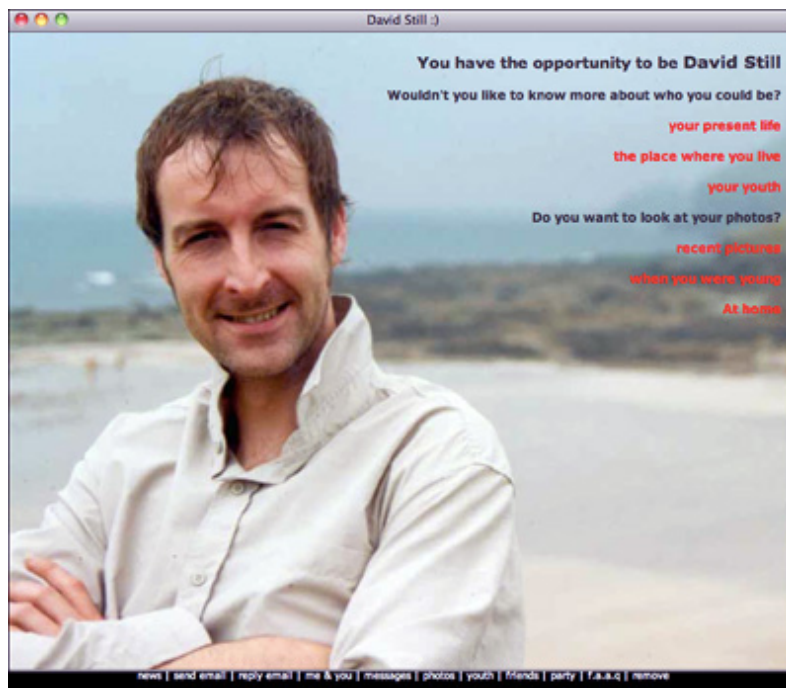 David Still :)
You have the opportunity to be David Still
Wouldn't you like to know more about who you could be?
your present life
the place where you live
your youth
Do you want to look at your photos?
recent pictures
when you were young
At home
news | send email | reply email | me & you | messages | photos | youth | friends | party | f.a.a.q | remove